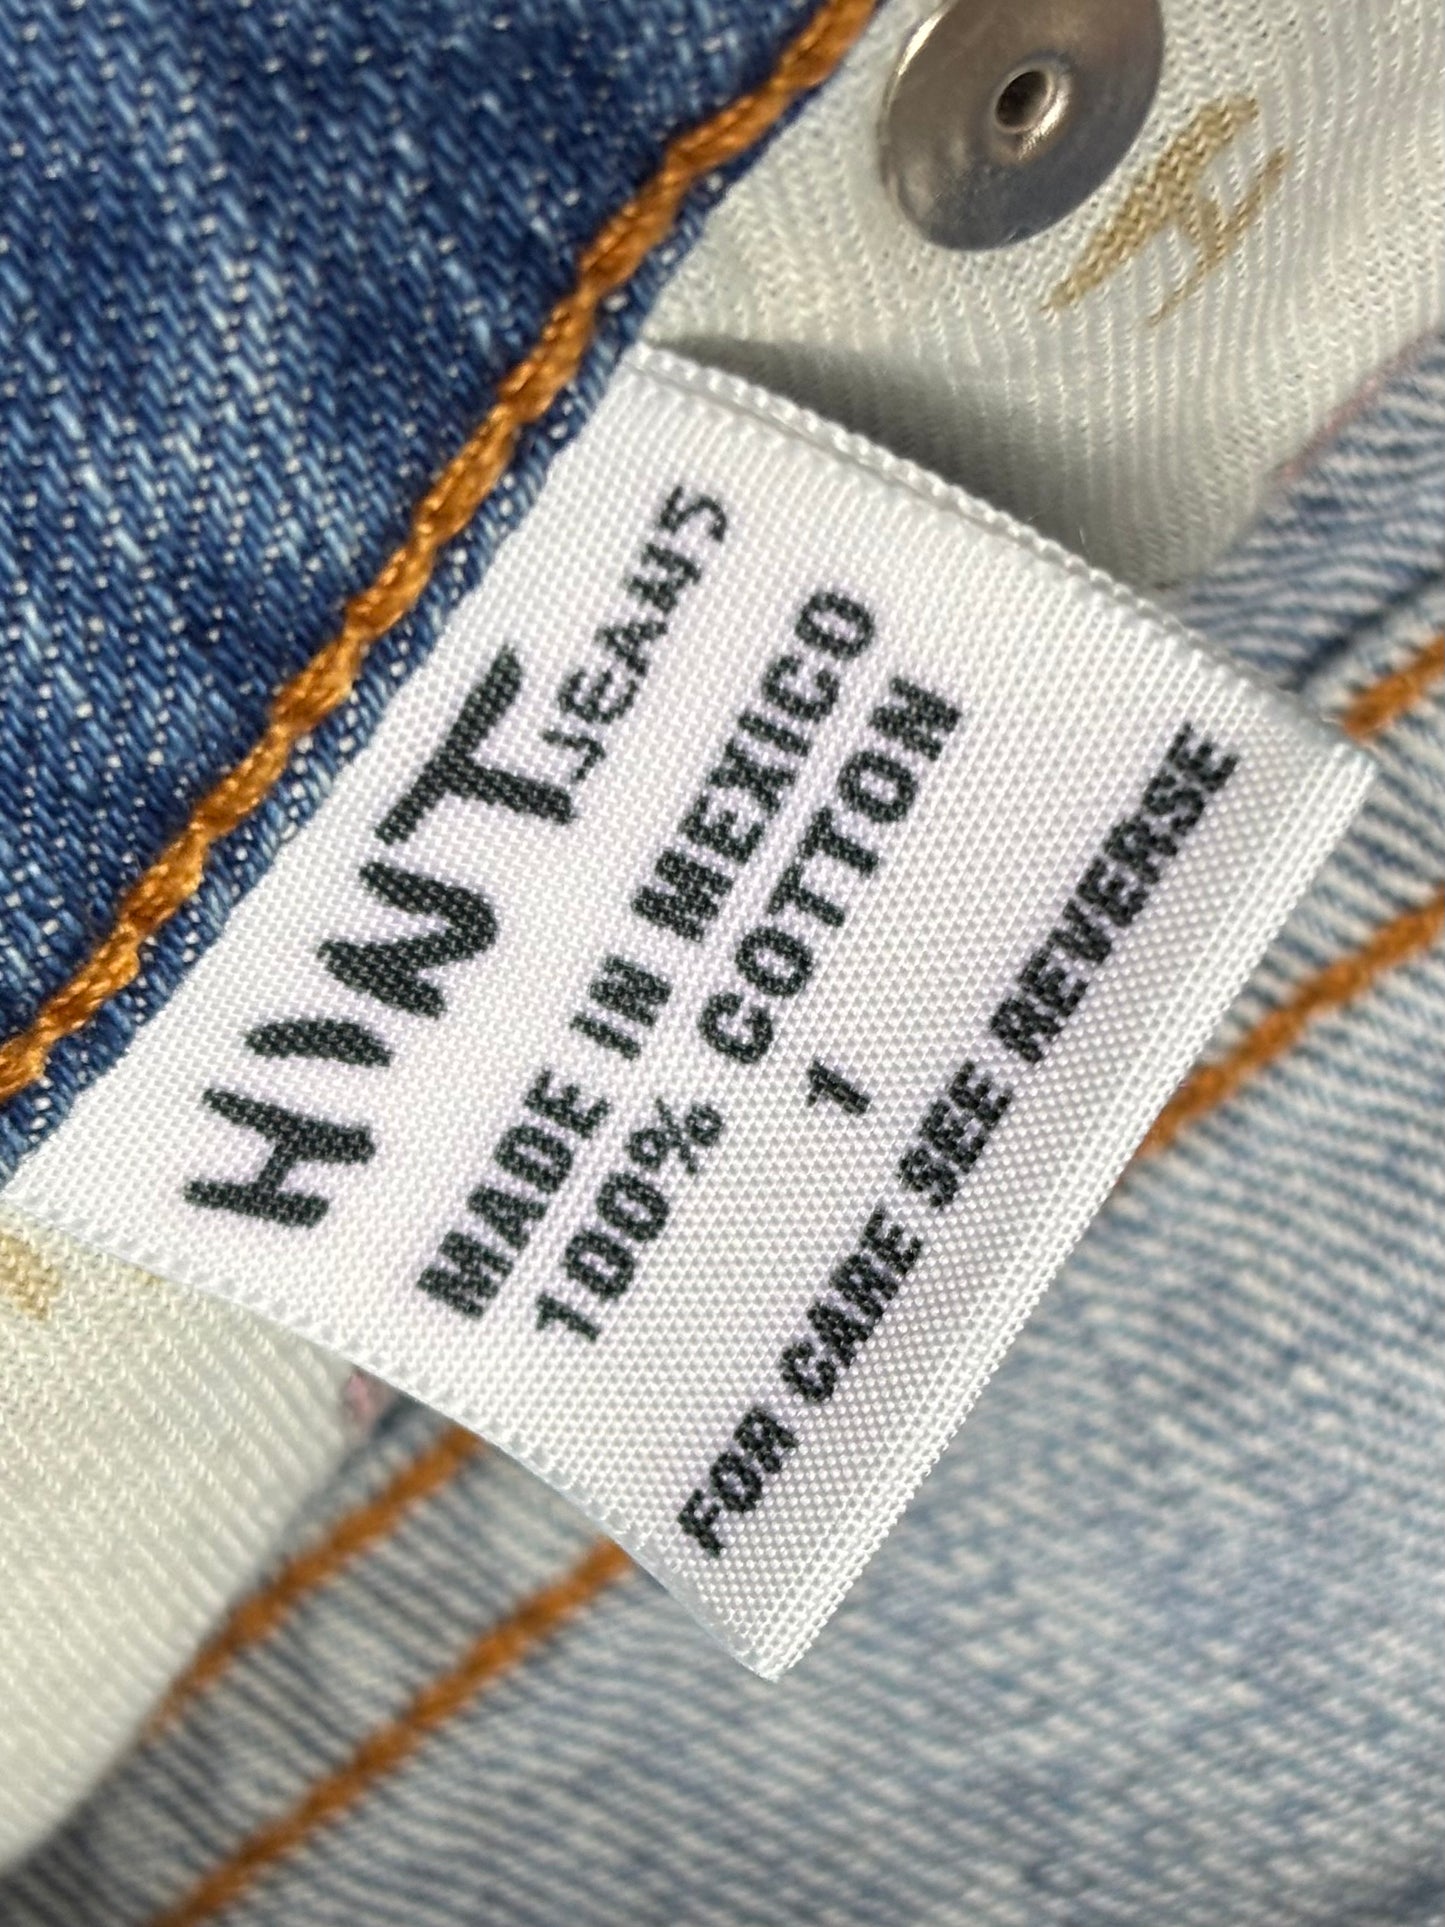 HINT JEANS
MADE IN MEXICO
100% COTTON
1
FOR CARE SEE REVERSE
H